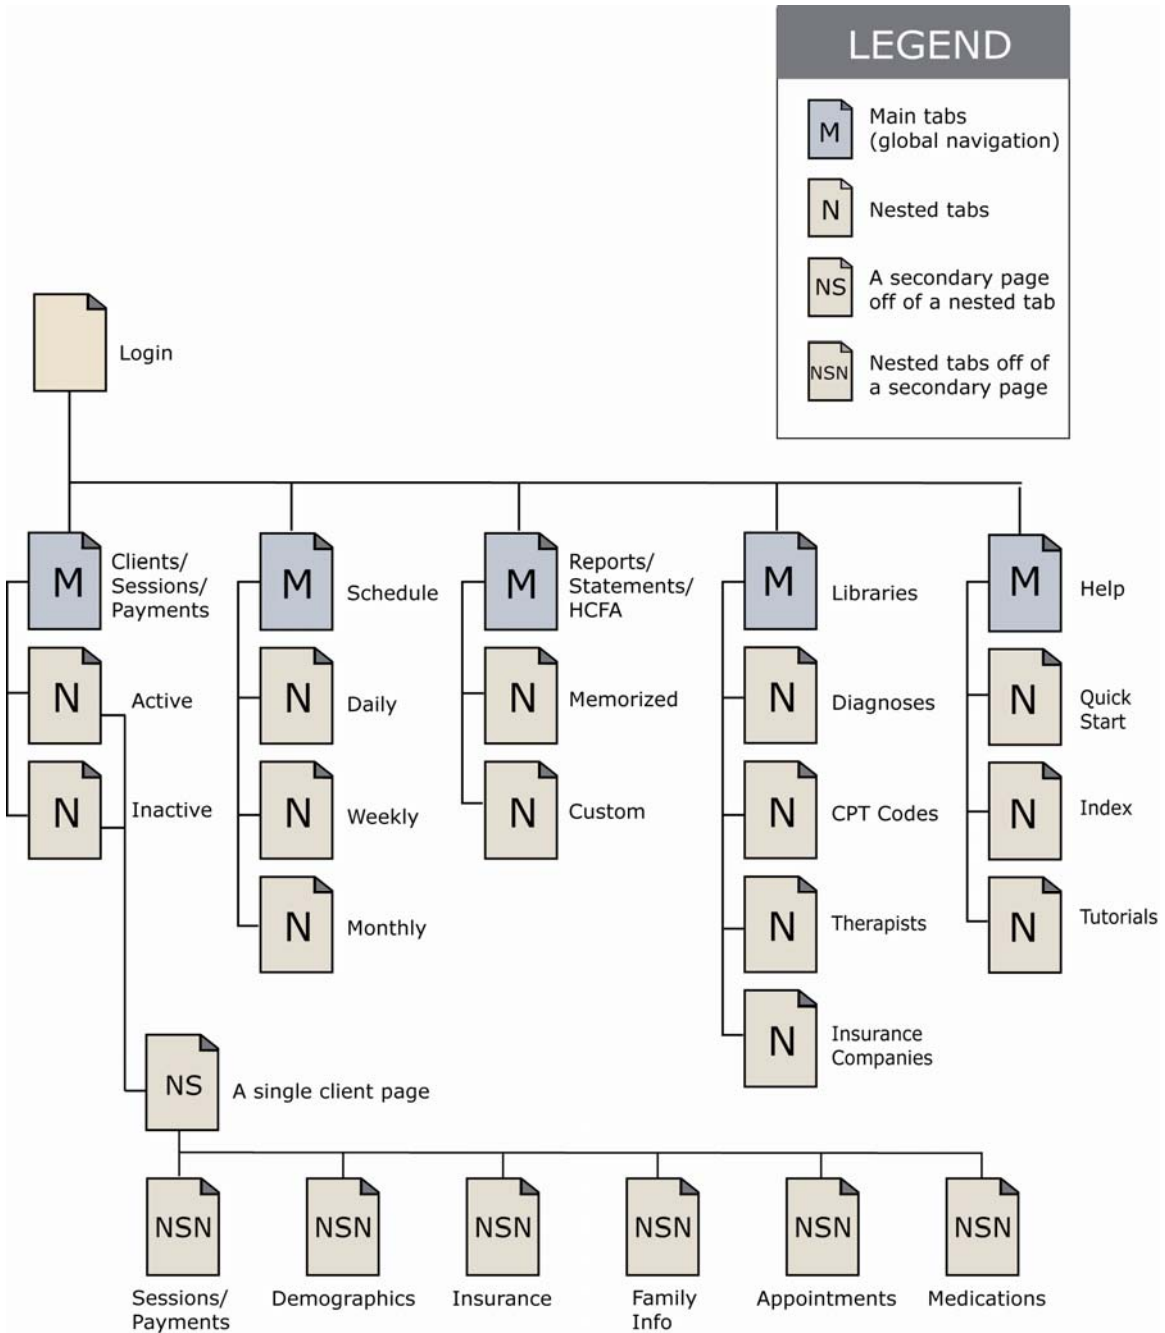 LEGEND
M
Main tabs
(global navigation)
N
Nested tabs
NS
A secondary page
off of a nested tab
NSN
Nested tabs off of
a secondary page
Login
M
Clients/
Sessions/
Payments
N
Active
N
Inactive
M
Schedule
N
Daily
N
Weekly
N
Monthly
M
Reports/
Statements/
HCFA
N
Memorized
N
Custom
M
Libraries
N
Diagnoses
N
CPT Codes
N
Therapists
N
Insurance
Companies
M
Help
N
Quick
Start
N
Index
N
Tutorials
NS
A single client page
NSN
Sessions/
Payments
NSN
Demographics
NSN
Insurance
NSN
Family
Info
NSN
Appointments
NSN
Medications